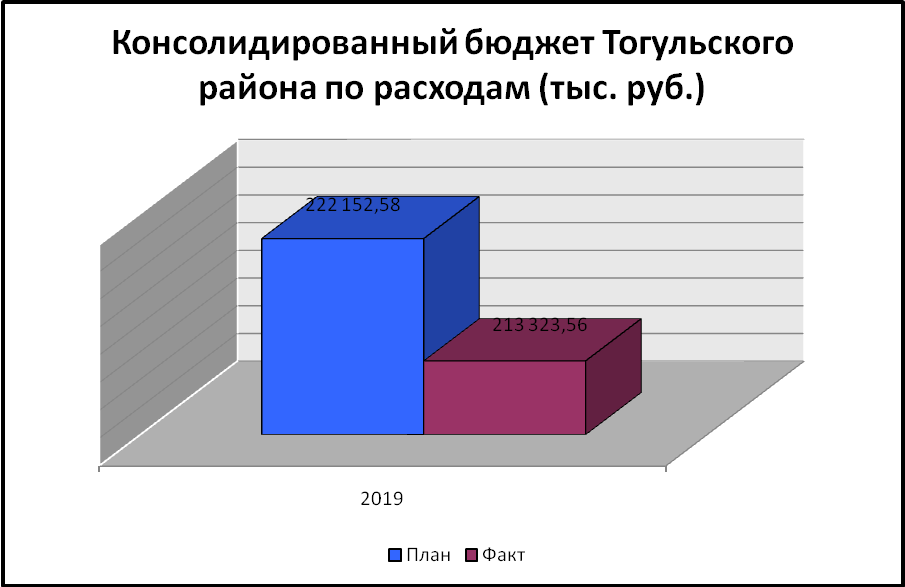 Консолидированный бюджет Тогульского
района по расходам (тыс. руб.)
222 152,58
213 323,56
2019
План Факт